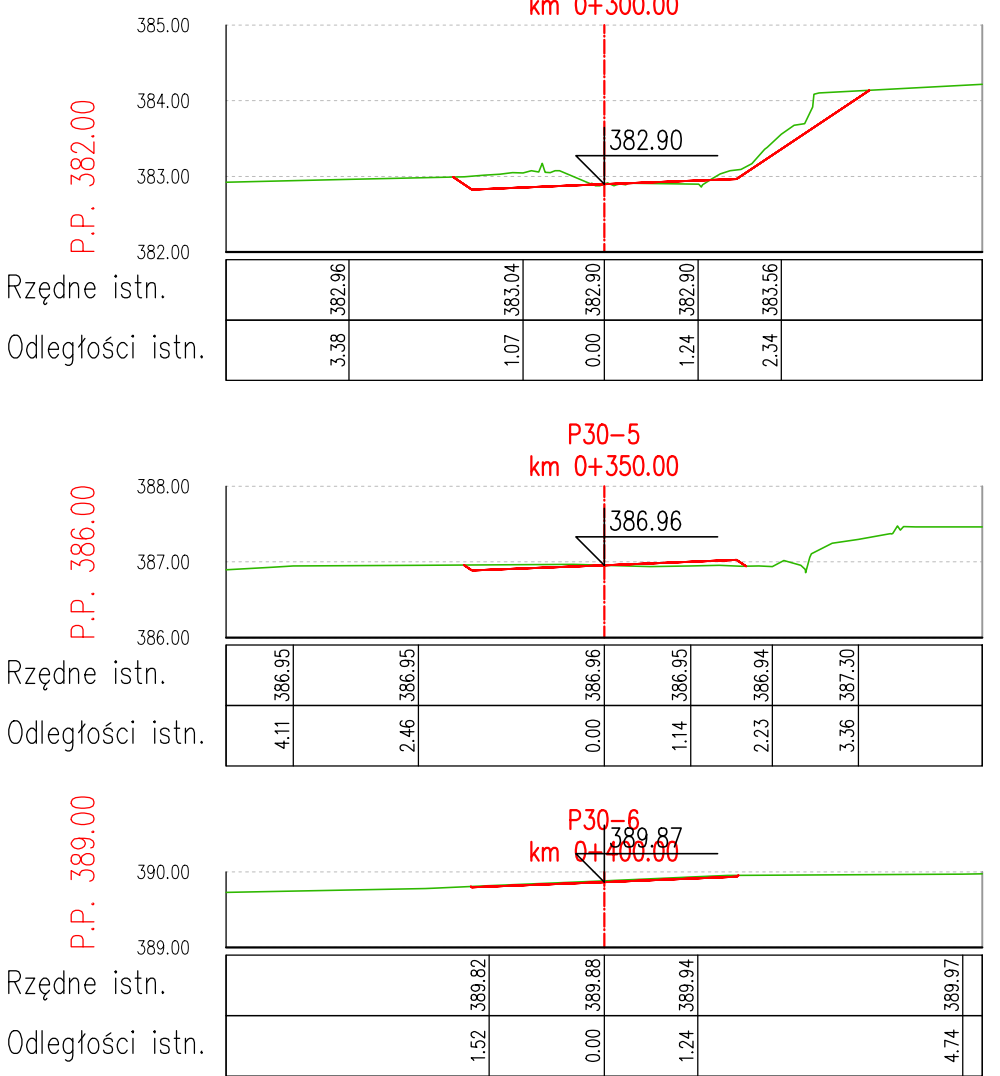 km 0+300.00
385.00
384.00
383.00
382.00
P.P. 382.00
382.90
Rzędne istn.
382.96 383.04 382.90 382.90 383.56
Odległości istn.
3.38 1.07 0.00 1.24 2.34
P30-5
km 0+350.00
388.00
387.00
386.00
P.P. 386.00
386.96
Rzędne istn.
386.95 386.95 386.96 386.95 386.94 387.30
Odległości istn.
4.11 2.46 0.00 1.14 2.23 3.36
P30-6
km 0+400.00
389.87
390.00
389.00
P.P. 389.00
Rzędne istn.
389.82 389.88 389.94 389.97
Odległości istn.
1.52 0.00 1.24 4.74